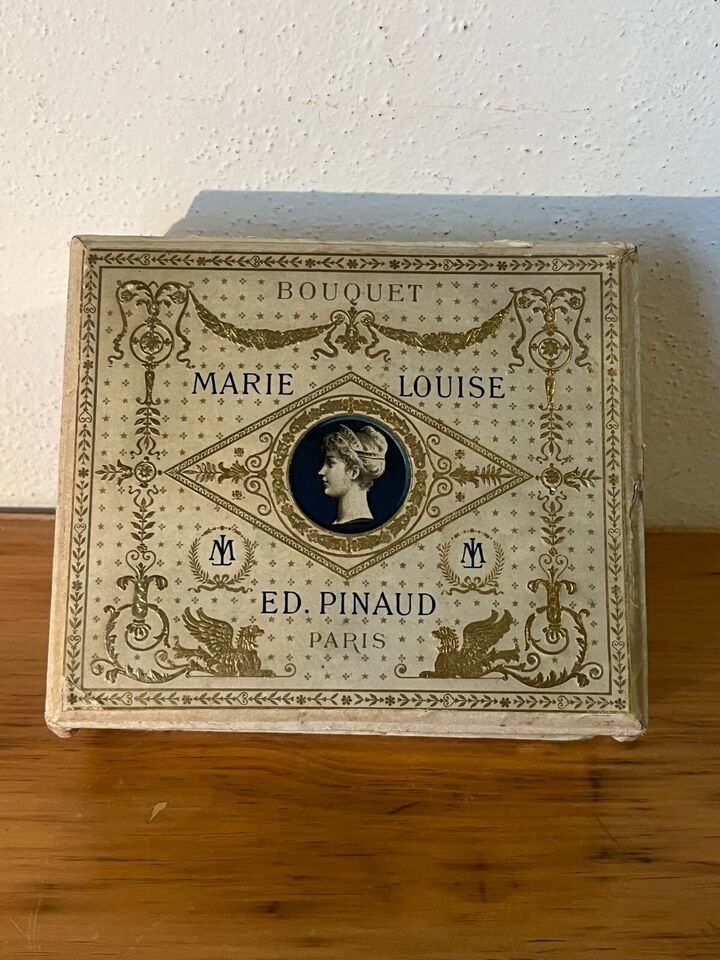 BOUQUET
MARIE LOUISE
ML ML
ED. PINAUD
PARIS